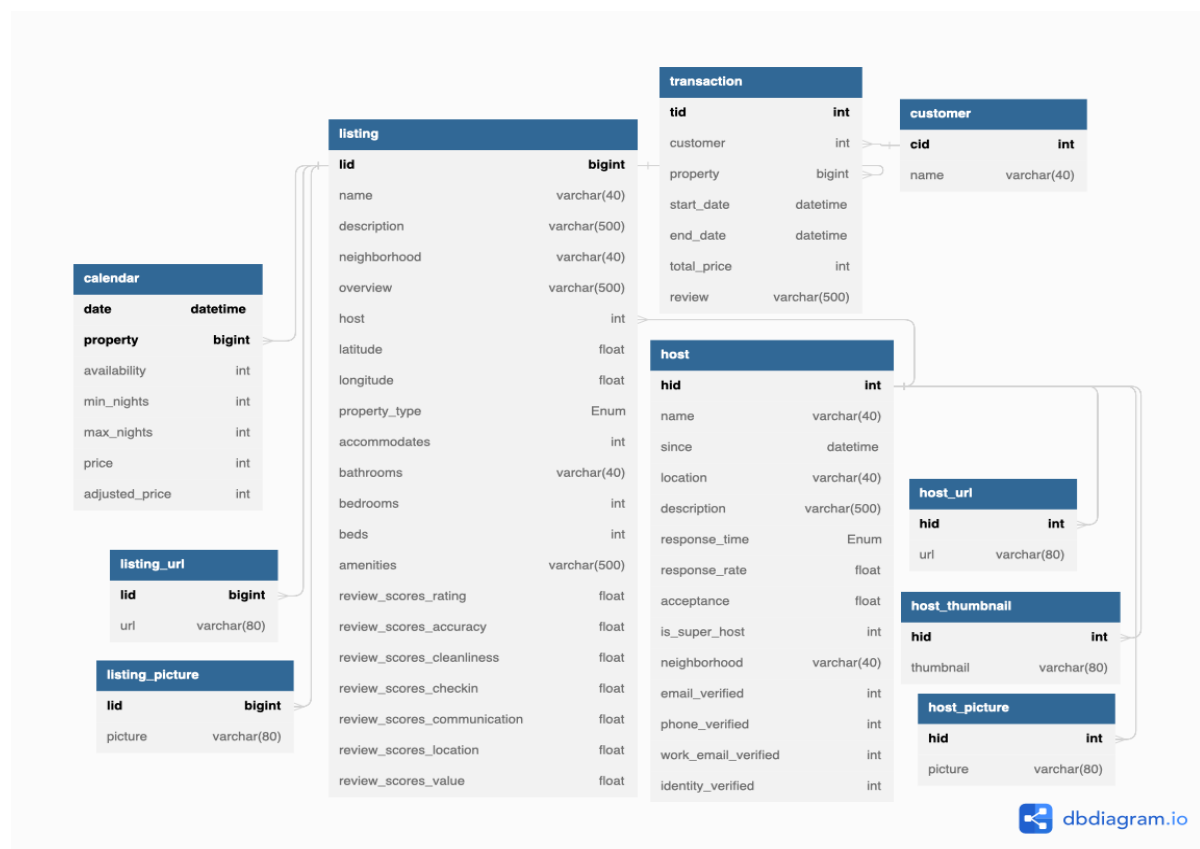 transaction
tid int
customer int
property bigint
start_date datetime
end_date datetime
total_price int
review varchar(500)
customer
cid int
name varchar(40)
listing
lid bigint
name varchar(40)
description varchar(500)
neighborhood varchar(40)
overview varchar(500)
host int
latitude float
longitude float
property_type Enum
accommodates int
bathrooms varchar(40)
bedrooms int
beds int
amenities varchar(500)
review_scores_rating float
review_scores_accuracy float
review_scores_cleanliness float
review_scores_checkin float
review_scores_communication float
review_scores_location float
review_scores_value float
calendar
date datetime
property bigint
availability int
min_nights int
max_nights int
price int
adjusted_price int
host
hid int
name varchar(40)
since datetime
location varchar(40)
description varchar(500)
response_time Enum
response_rate float
acceptance float
is_super_host int
neighborhood varchar(40)
email_verified int
phone_verified int
work_email_verified int
identity_verified int
host_url
hid int
url varchar(80)
listing_url
lid bigint
url varchar(80)
host_thumbnail
hid int
thumbnail varchar(80)
listing_picture
lid bigint
picture varchar(80)
host_picture
hid int
picture varchar(80)
dbdiagram.io